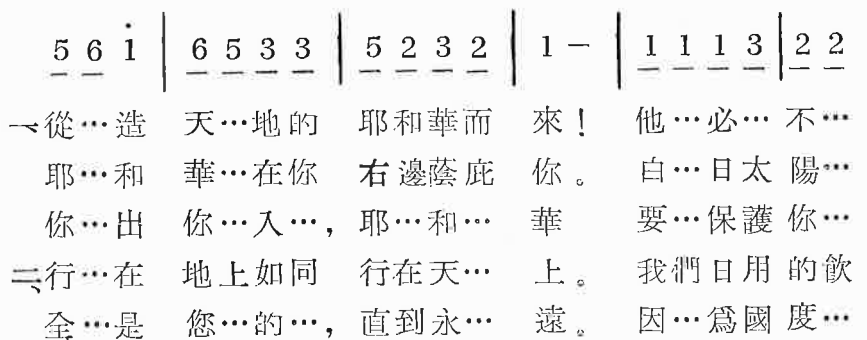 5 6 1̇ | 6 5 3 3 | 5 2 3 2 | 1 – | 1 1 1 3 | 2 2
一、從…造 天…地的 耶和華而 來！ 他…必… 不…
耶…和 華…在你 右邊蔭庇 你。 白…日太 陽…
你…出 你…入…， 耶…和… 華 要…保護 你…
二、行…在 地上如同 行在天… 上。 我們日用 的飮
全…是 您…的…， 直到永… 遠。 因…爲國 度…